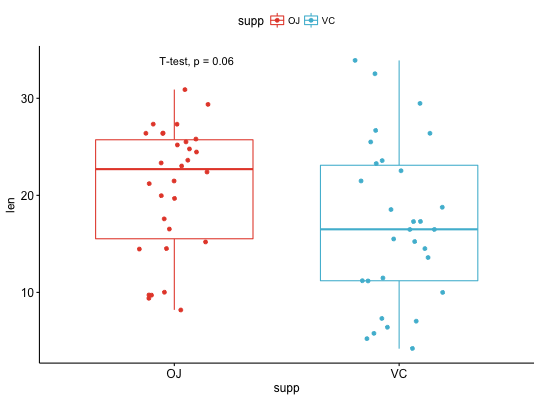 supp OJ VC
T-test, p = 0.06
30
20
10
len
OJ VC
supp